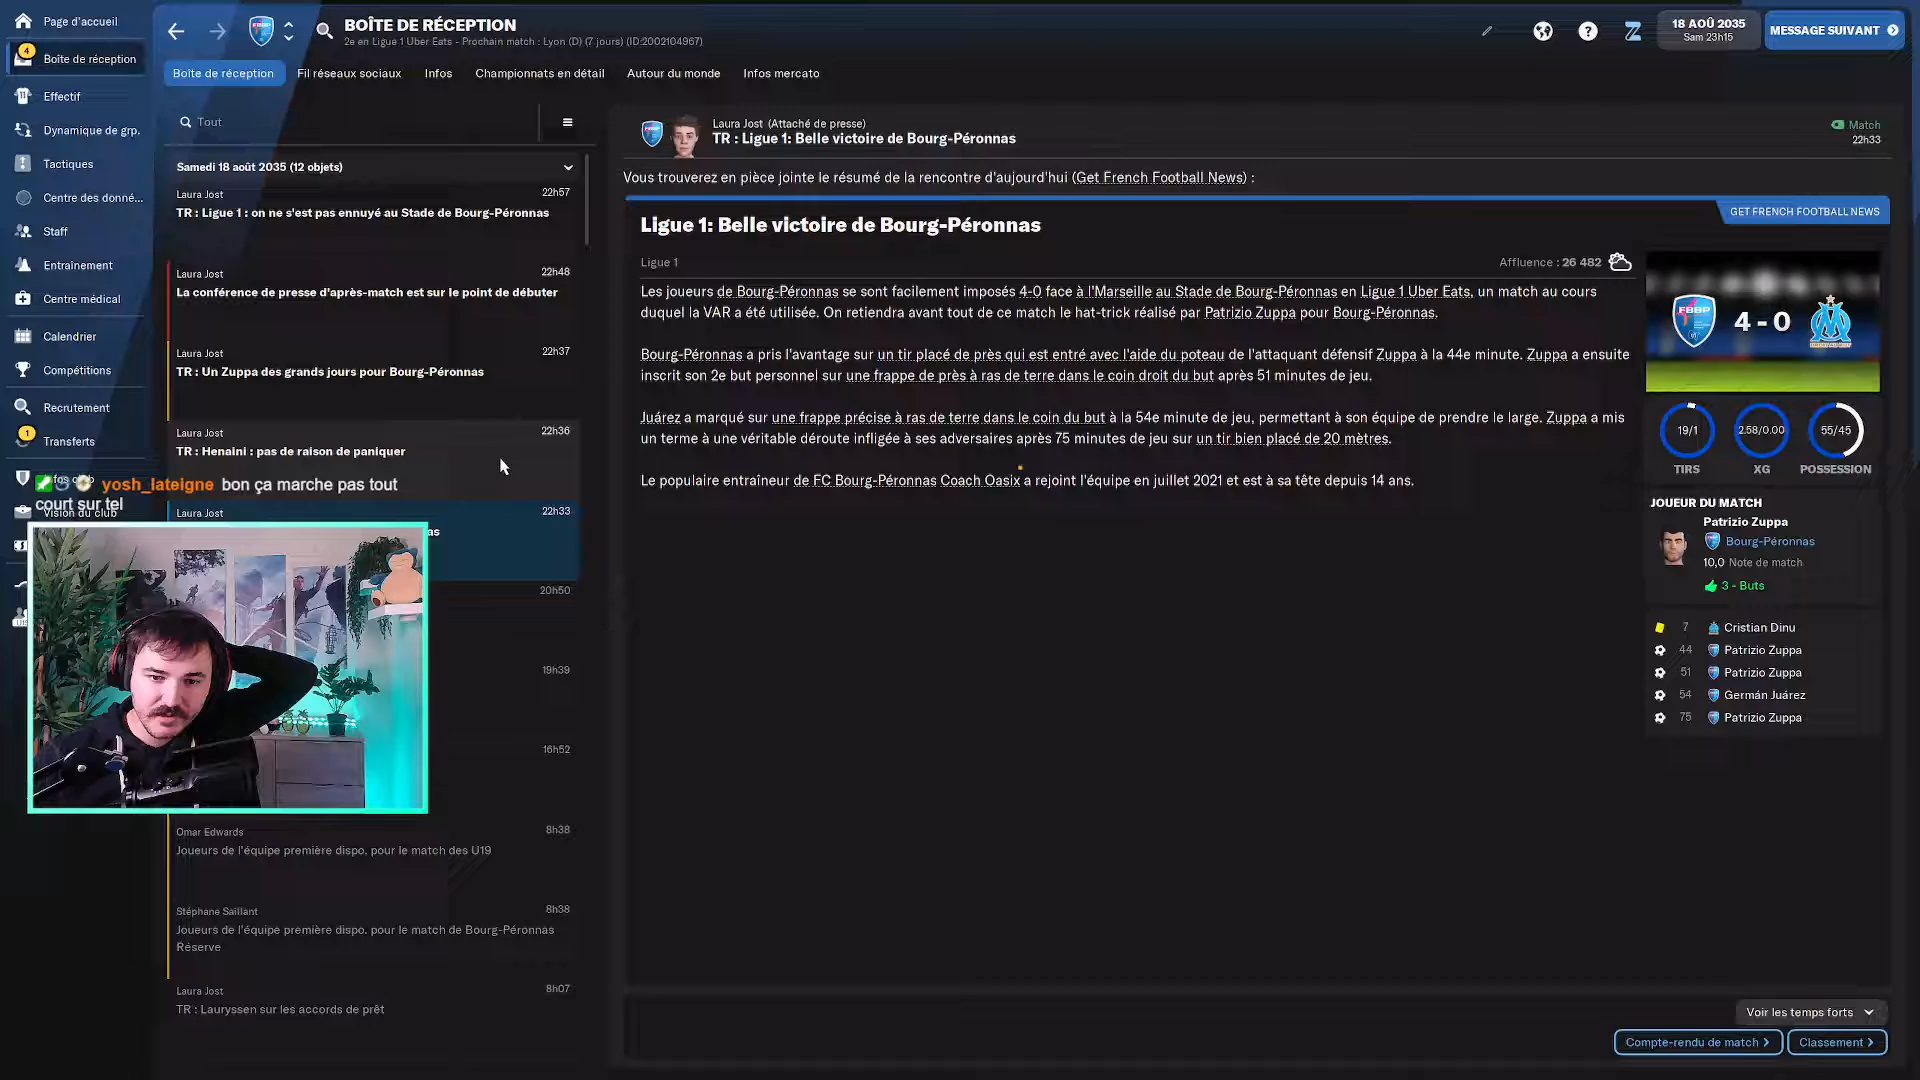 Page d'accueil
4
Boîte de réception
Effectif
Dynamique de grp.
Tactiques
Centre des donné...
Staff
Entraînement
Centre médical
Calendrier
Compétitions
Recrutement
1
Transferts
Vision du club
BOÎTE DE RÉCEPTION
2e en Ligue 1 Uber Eats - Prochain match : Lyon (D) (7 jours) (ID:2002104967)
18 AOÛ 2035
Sam 23h15
MESSAGE SUIVANT
Boîte de réception
Fil réseaux sociaux
Infos
Championnats en détail
Autour du monde
Infos mercato
Tout
Samedi 18 août 2035 (12 objets)
Laura Jost
22h57
TR : Ligue 1 : on ne s'est pas ennuyé au Stade de Bourg-Péronnas
Laura Jost
22h48
La conférence de presse d'après-match est sur le point de débuter
Laura Jost
22h37
TR : Un Zuppa des grands jours pour Bourg-Péronnas
Laura Jost
22h36
TR : Henaini : pas de raison de paniquer
yosh_lateigne bon ça marche pas tout
court sur tel
Laura Jost
22h33
as
20h50
19h39
16h52
Omar Edwards
8h38
Joueurs de l'équipe première dispo. pour le match des U19
Stéphane Saillant
8h38
Joueurs de l'équipe première dispo. pour le match de Bourg-Péronnas
Réserve
Laura Jost
8h07
TR : Lauryssen sur les accords de prêt
Laura Jost (Attaché de presse)
TR : Ligue 1: Belle victoire de Bourg-Péronnas
Match
22h33
Vous trouverez en pièce jointe le résumé de la rencontre d'aujourd'hui (Get French Football News) :
GET FRENCH FOOTBALL NEWS
Ligue 1: Belle victoire de Bourg-Péronnas
Ligue 1
Affluence : 26 482
Les joueurs de Bourg-Péronnas se sont facilement imposés 4-0 face à l'Marseille au Stade de Bourg-Péronnas en Ligue 1 Uber Eats, un match au cours
duquel la VAR a été utilisée. On retiendra avant tout de ce match le hat-trick réalisé par Patrizio Zuppa pour Bourg-Péronnas.
Bourg-Péronnas a pris l'avantage sur un tir placé de près qui est entré avec l'aide du poteau de l'attaquant défensif Zuppa à la 44e minute. Zuppa a ensuite
inscrit son 2e but personnel sur une frappe de près à ras de terre dans le coin droit du but après 51 minutes de jeu.
Juárez a marqué sur une frappe précise à ras de terre dans le coin du but à la 54e minute de jeu, permettant à son équipe de prendre le large. Zuppa a mis
un terme à une véritable déroute infligée à ses adversaires après 75 minutes de jeu sur un tir bien placé de 20 mètres.
Le populaire entraîneur de FC Bourg-Péronnas Coach Oasix a rejoint l'équipe en juillet 2021 et est à sa tête depuis 14 ans.
FBBP
4 - 0
19/1
2.58/0.00
55/45
TIRS
XG
POSSESSION
JOUEUR DU MATCH
Patrizio Zuppa
Bourg-Péronnas
10,0 Note de match
3 - Buts
7 Cristian Dinu
44 Patrizio Zuppa
51 Patrizio Zuppa
54 Germán Juárez
75 Patrizio Zuppa
Voir les temps forts
Compte-rendu de match
Classement